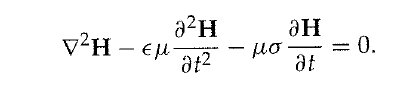 ∇²𝐇 − ϵμ ∂²𝐇/∂t² − μσ ∂𝐇/∂t = 0.